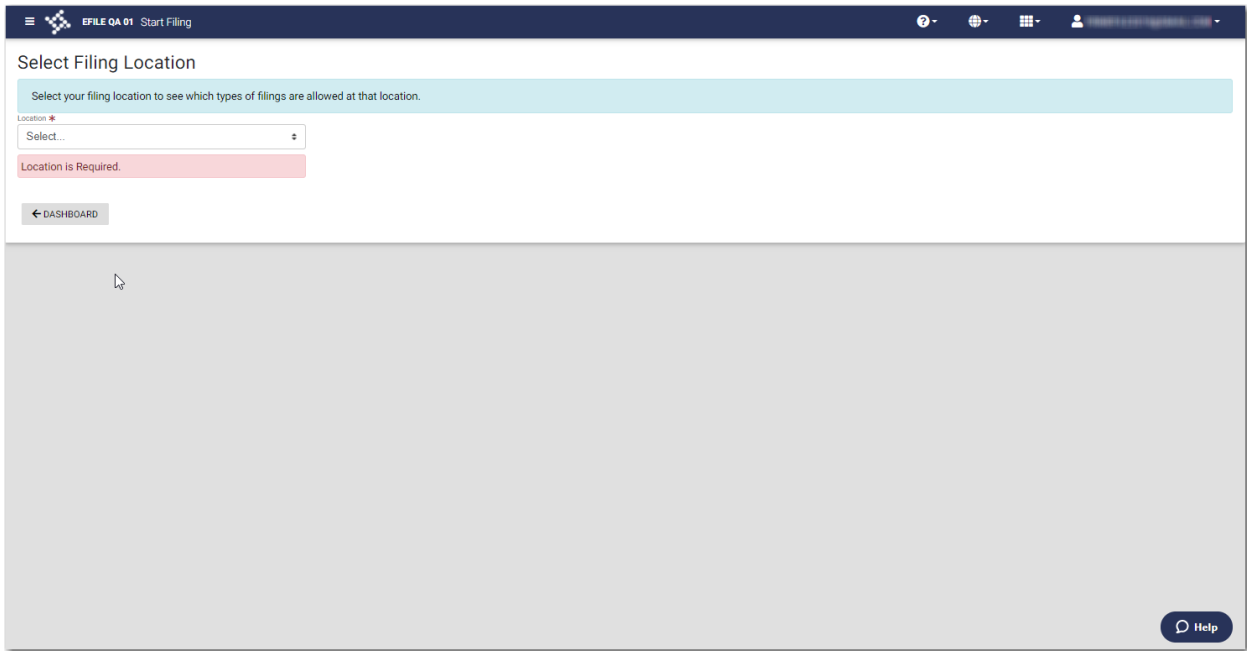 EFILE QA 01 Start Filing
Select Filing Location
Select your filing location to see which types of filings are allowed at that location.
Location *
Select...
Location is Required.
DASHBOARD
Help